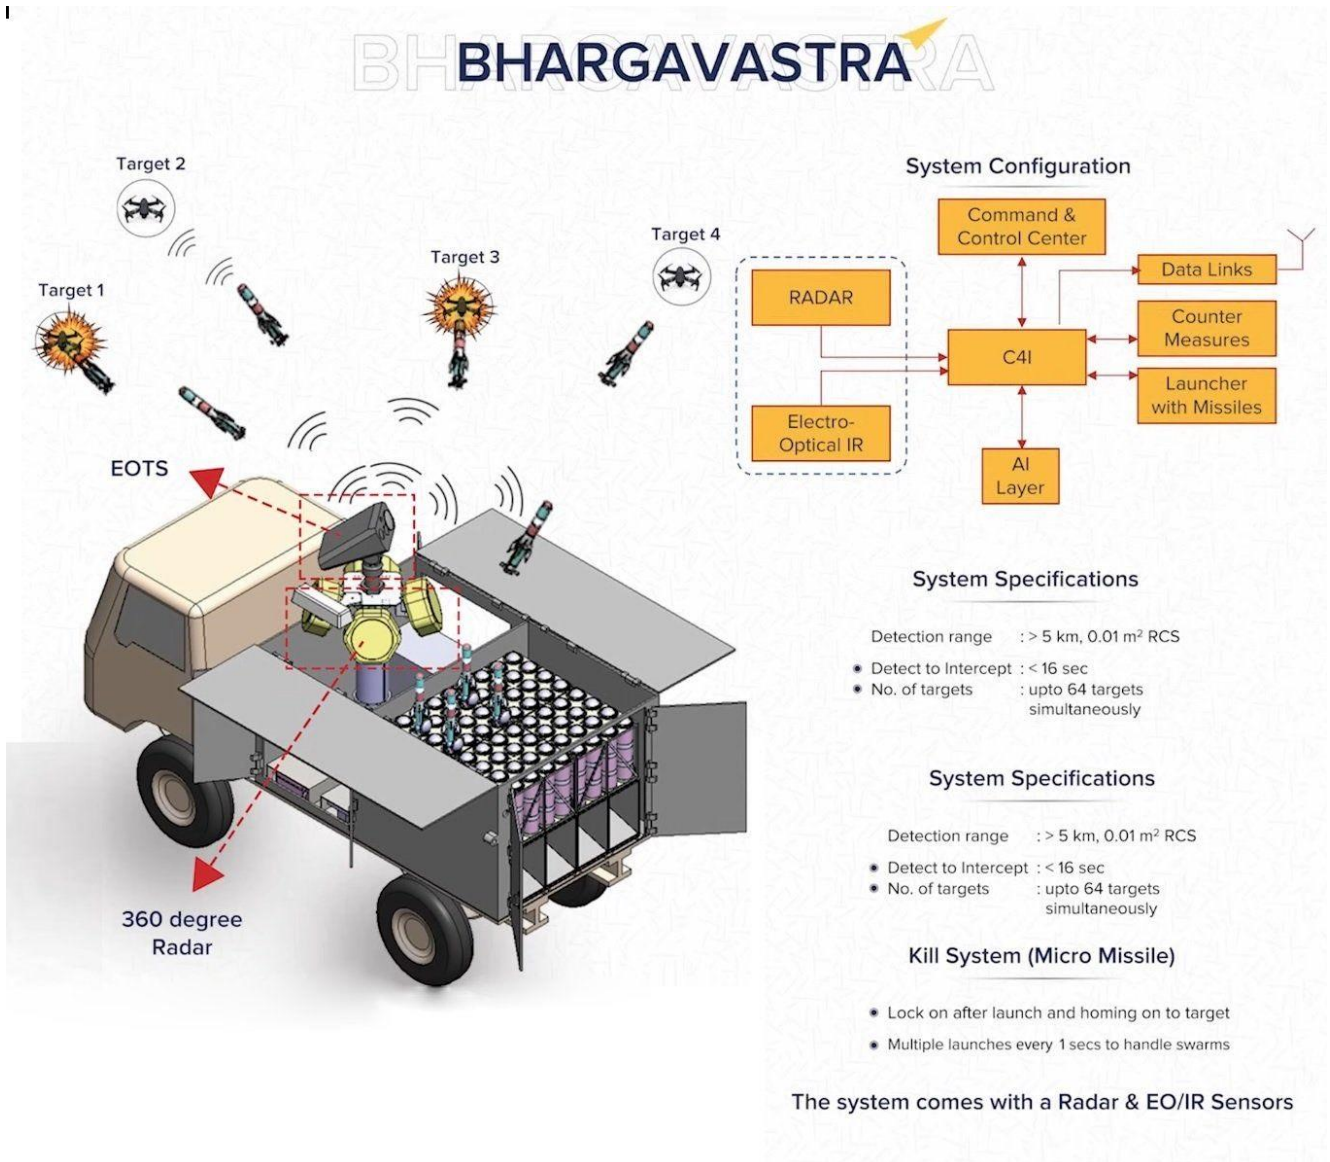 BHARGAVASTRA
BHARGAVASTRA
Target 2
Target 1
Target 3
Target 4
EOTS
360 degree
Radar
System Configuration
Command &
Control Center
RADAR
Data Links
Counter
Measures
C4I
Launcher
with Missiles
Electro-
Optical IR
AI
Layer
System Specifications
Detection range : > 5 km, 0.01 m² RCS
• Detect to Intercept : < 16 sec
• No. of targets : upto 64 targets
simultaneously
System Specifications
Detection range : > 5 km, 0.01 m² RCS
• Detect to Intercept : < 16 sec
• No. of targets : upto 64 targets
simultaneously
Kill System (Micro Missile)
• Lock on after launch and homing on to target
• Multiple launches every 1 secs to handle swarms
The system comes with a Radar & EO/IR Sensors